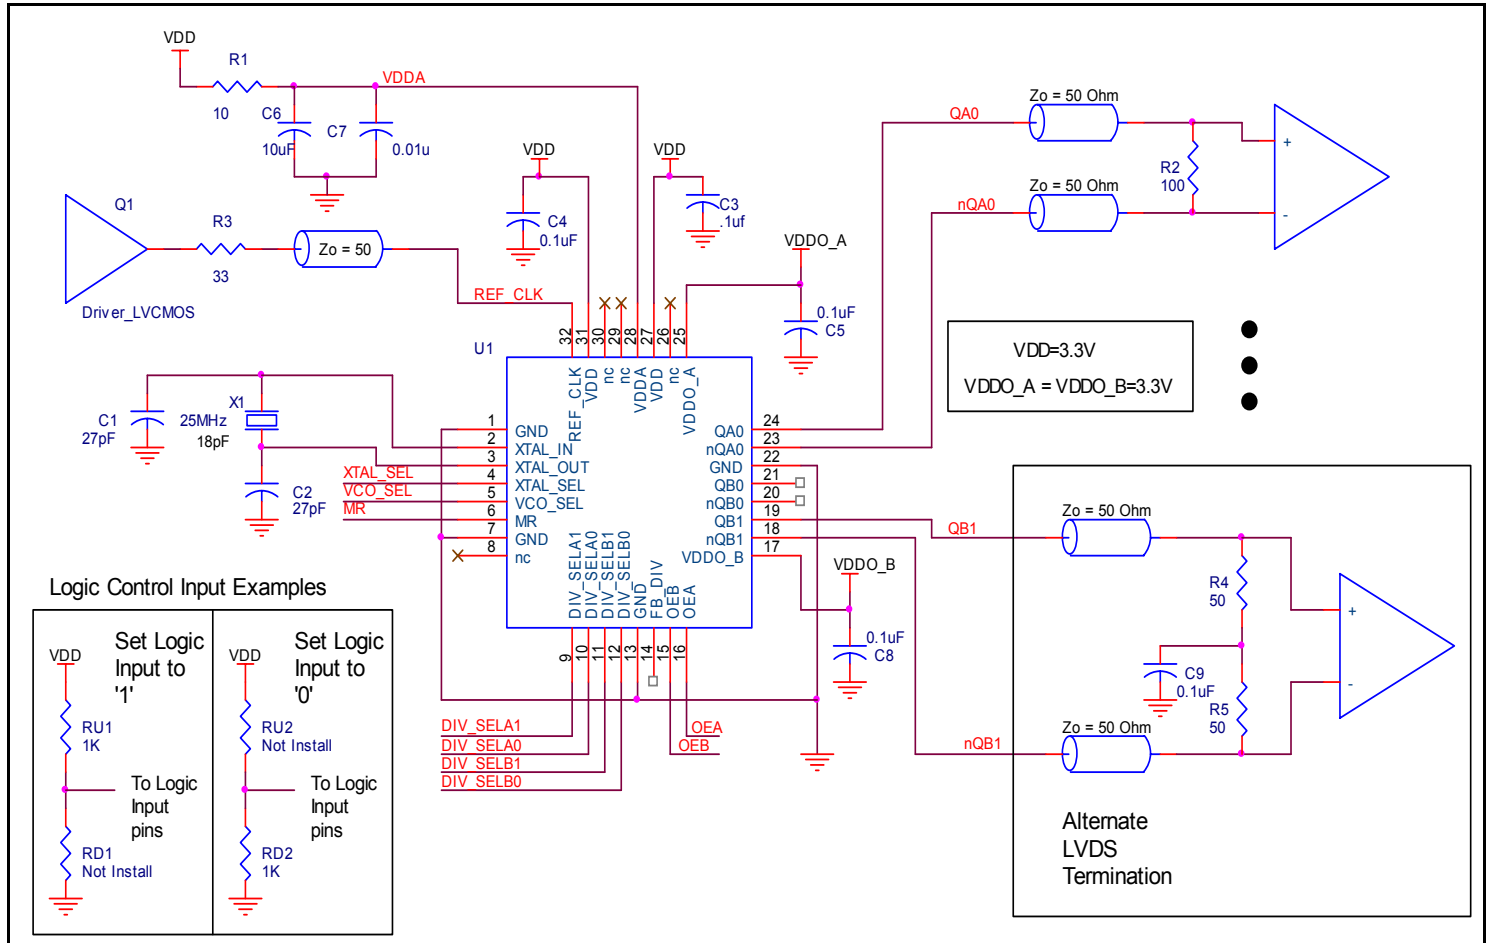 VDD
R1
10
C6
10uF
C7
0.01u
VDDA
Q1
Driver_LVCMOS
R3
33
Zo = 50
REF_CLK
VDD
C4
0.1uF
VDD
C3
.1uf
VDDO_A
0.1uF
C5
QA0
Zo = 50 Ohm
nQA0
Zo = 50 Ohm
R2
100
+
-
VDD=3.3V
VDDO_A = VDDO_B=3.3V
U1
32
31
30
29
28
27
26
25
REF_CLK
VDD
nc
nc
VDDA
VDD
nc
VDDO_A
1
2
3
4
5
6
7
8
GND
XTAL_IN
XTAL_OUT
XTAL_SEL
VCO_SEL
MR
GND
nc
24
23
22
21
20
19
18
17
QA0
nQA0
GND
QB0
nQB0
QB1
nQB1
VDDO_B
DIV_SELA1
DIV_SELA0
DIV_SELB1
DIV_SELB0
GND
FB_DIV
OEB
OEA
9
10
11
12
13
14
15
16
C1
27pF
X1
25MHz
18pF
C2
27pF
XTAL_SEL
VCO_SEL
MR
DIV_SELA1
DIV_SELA0
DIV_SELB1
DIV_SELB0
OEA
OEB
VDDO_B
0.1uF
C8
QB1
Zo = 50 Ohm
R4
50
C9
0.1uF
R5
50
nQB1
Zo = 50 Ohm
+
-
Alternate
LVDS
Termination
Logic Control Input Examples
Set Logic
Input to
'1'
VDD
RU1
1K
To Logic
Input
pins
RD1
Not Install
Set Logic
Input to
'0'
VDD
RU2
Not Install
To Logic
Input
pins
RD2
1K